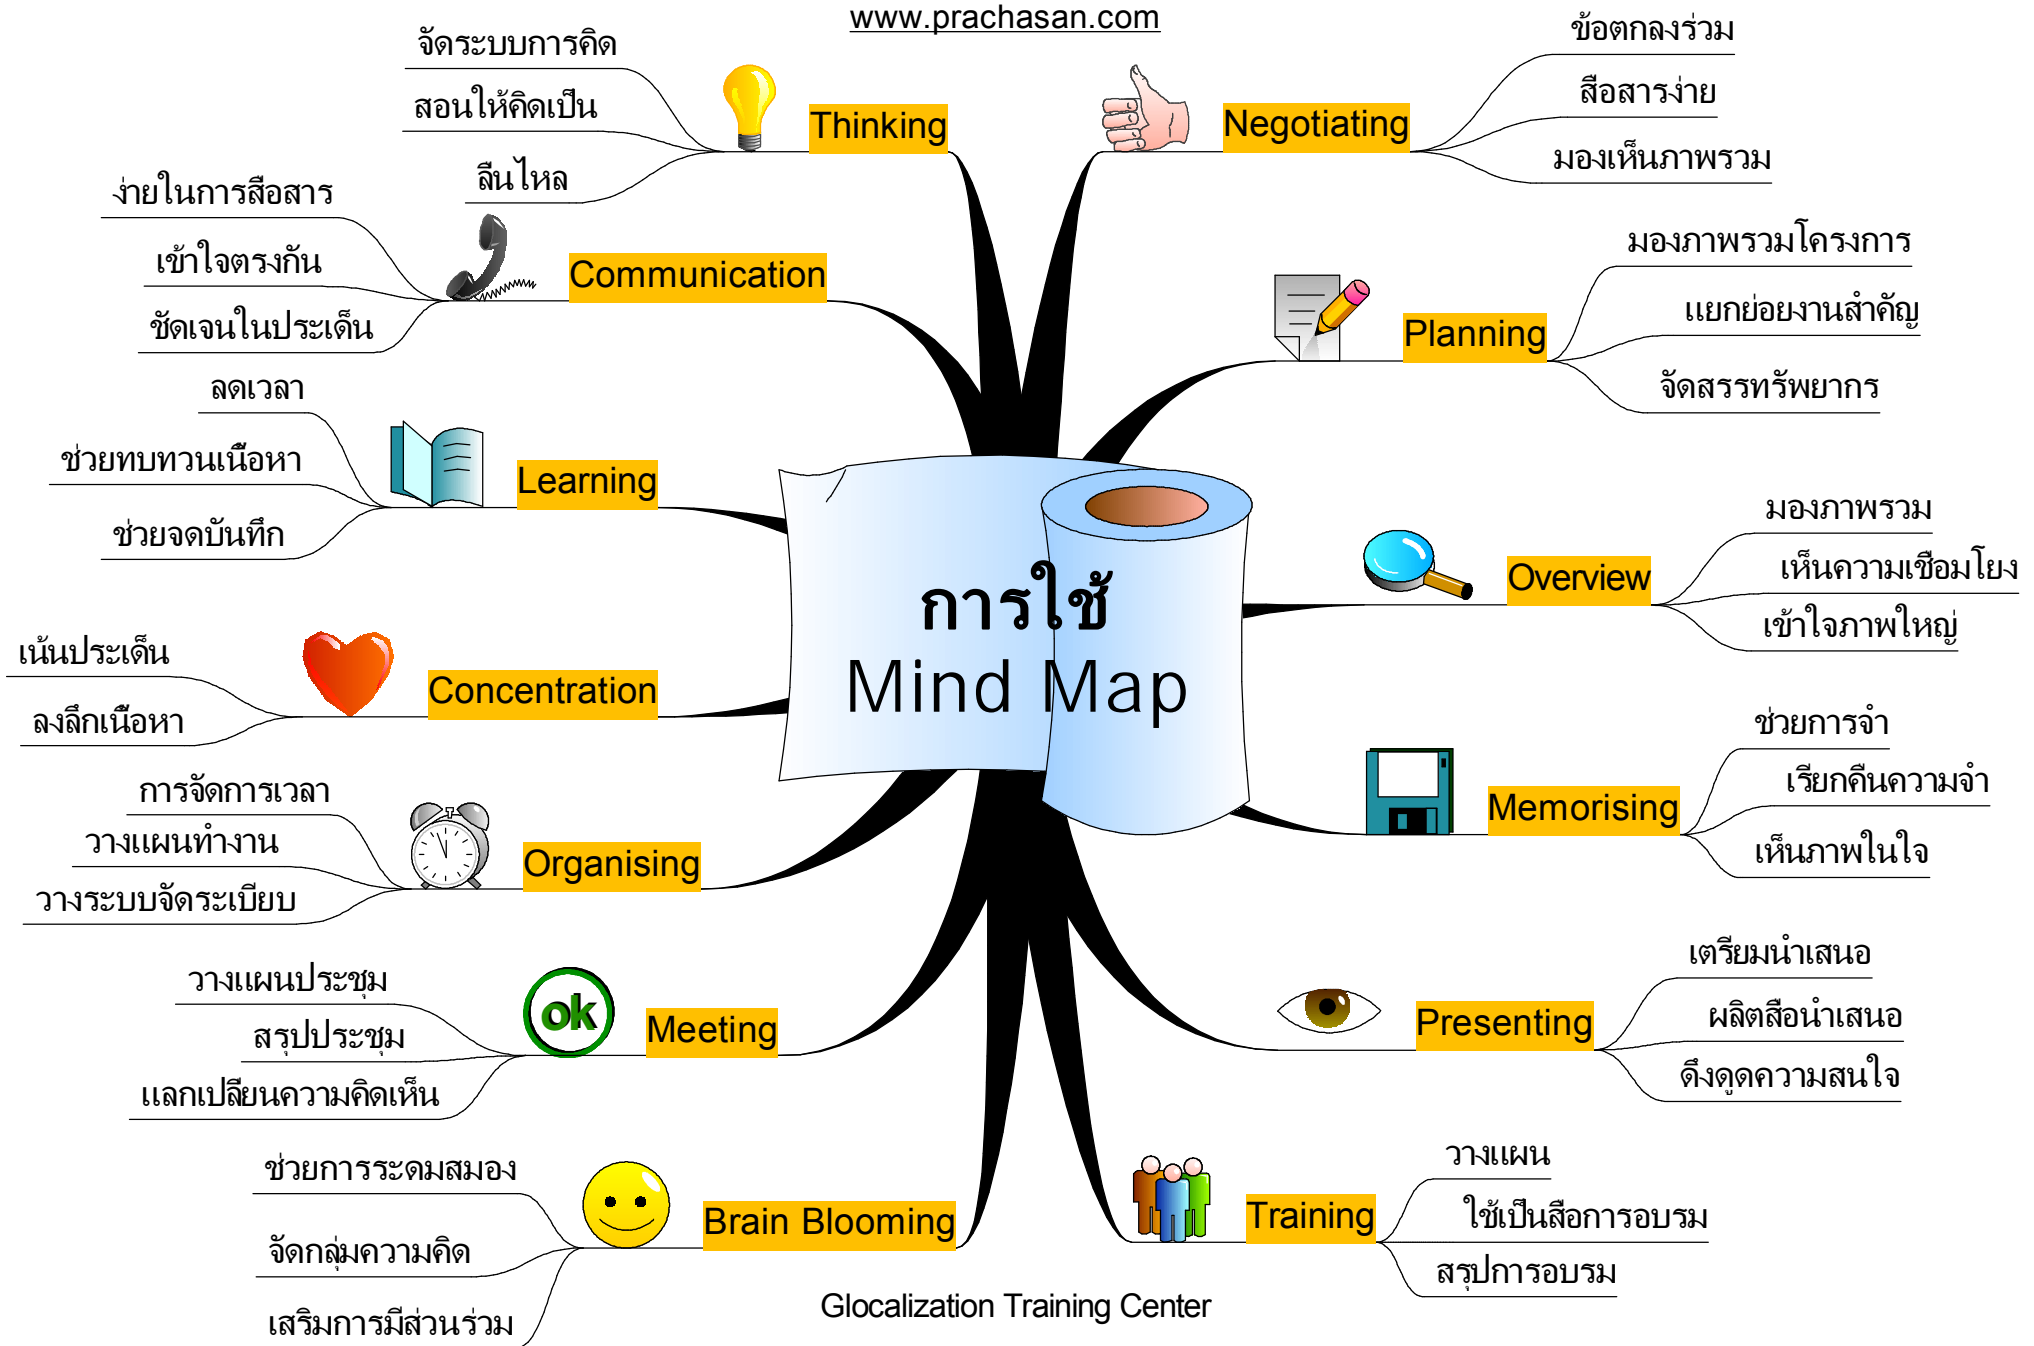 www.prachasan.com
จัดระบบการคิด
สอนให้คิดเป็น
ลื่นไหล
Thinking
ง่ายในการสื่อสาร
เข้าใจตรงกัน
ชัดเจนในประเด็น
Communication
ลดเวลา
ช่วยทบทวนเนื้อหา
ช่วยจดบันทึก
Learning
เน้นประเด็น
ลงลึกเนื้อหา
Concentration
การจัดการเวลา
วางแผนทำงาน
วางระบบจัดระเบียบ
Organising
วางแผนประชุม
สรุปประชุม
แลกเปลี่ยนความคิดเห็น
ok
Meeting
ช่วยการระดมสมอง
จัดกลุ่มความคิด
เสริมการมีส่วนร่วม
Brain Blooming
การใช้
Mind Map
Negotiating
ข้อตกลงร่วม
สื่อสารง่าย
มองเห็นภาพรวม
Planning
มองภาพรวมโครงการ
แยกย่อยงานสำคัญ
จัดสรรทรัพยากร
Overview
มองภาพรวม
เห็นความเชื่อมโยง
เข้าใจภาพใหญ่
Memorising
ช่วยการจำ
เรียกคืนความจำ
เห็นภาพในใจ
Presenting
เตรียมนำเสนอ
ผลิตสื่อนำเสนอ
ดึงดูดความสนใจ
Training
วางแผน
ใช้เป็นสื่อการอบรม
สรุปการอบรม
Glocalization Training Center